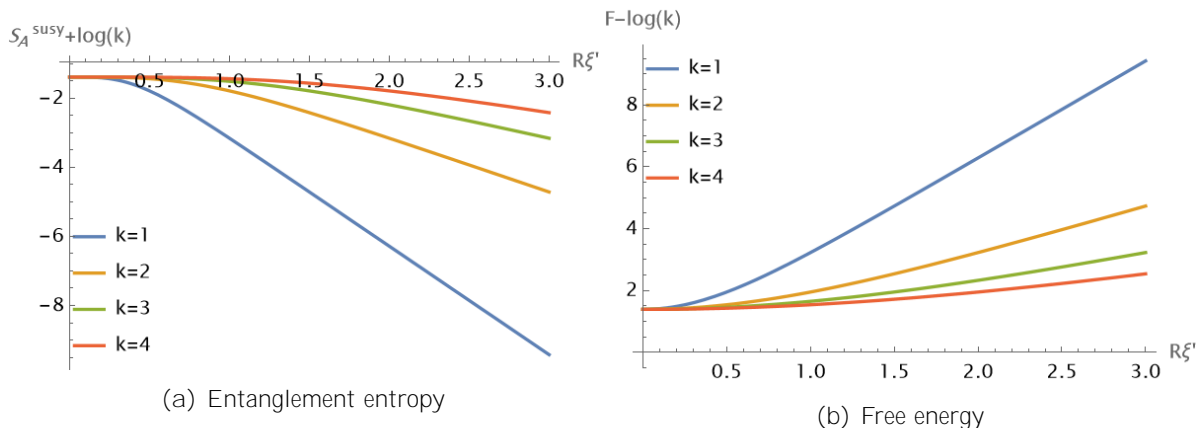 S_A^susy+log(k)
0.5 1.0 1.5 2.0 2.5 3.0 Rξ'
-2
-4
-6
-8
k=1
k=2
k=3
k=4
(a) Entanglement entropy
F-log(k)
8
6
4
2
k=1
k=2
k=3
k=4
0.5 1.0 1.5 2.0 2.5 3.0 Rξ'
(b) Free energy